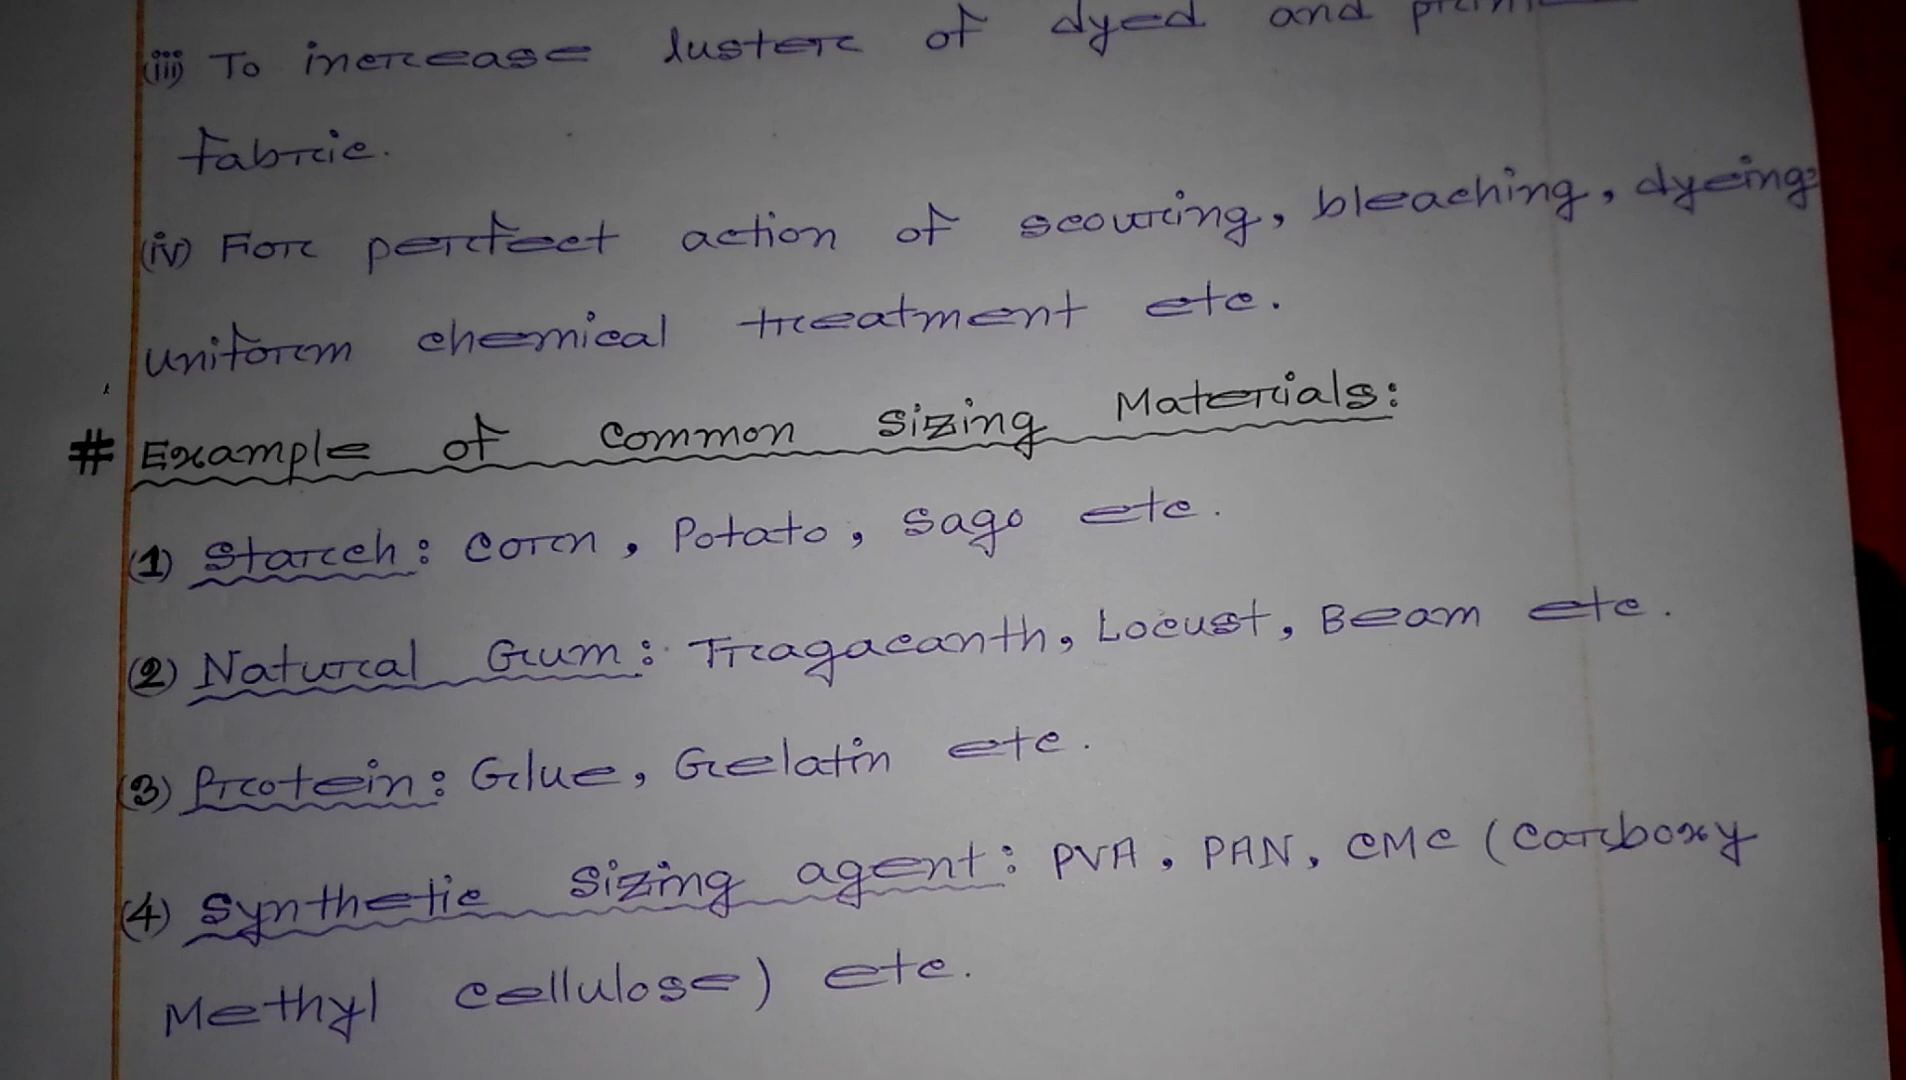 (iii) To increase luster of dyed and
fabric.
(iv) For perfect action of scouring, bleaching, dyeing,
uniform chemical treatment etc.
# Example of Common Sizing Materials:
(1) Starch: Corn, Potato, Sago etc.
(2) Natural Gum: Tragacanth, Locust, Beam etc.
(3) Protein: Glue, Gelatin etc.
(4) Synthetic Sizing agent: PVA, PAN, CMC (Carboxy
Methyl Cellulose) etc.